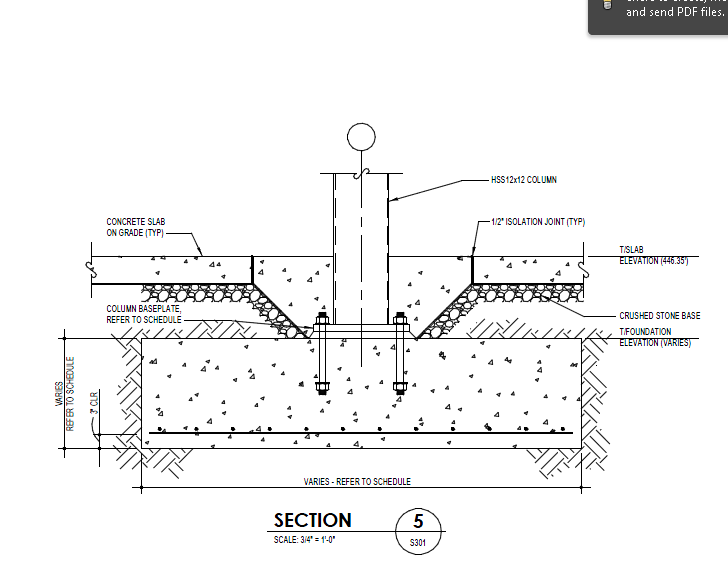 and send PDF files.
HSS12x12 COLUMN
CONCRETE SLAB
ON GRADE (TYP)
1/2" ISOLATION JOINT (TYP)
T/SLAB
ELEVATION (446.35')
COLUMN BASEPLATE,
REFER TO SCHEDULE
CRUSHED STONE BASE
T/FOUNDATION
ELEVATION (VARIES)
VARIES
REFER TO SCHEDULE
3" CLR
VARIES - REFER TO SCHEDULE
SECTION
SCALE: 3/4" = 1'-0"
5
S301